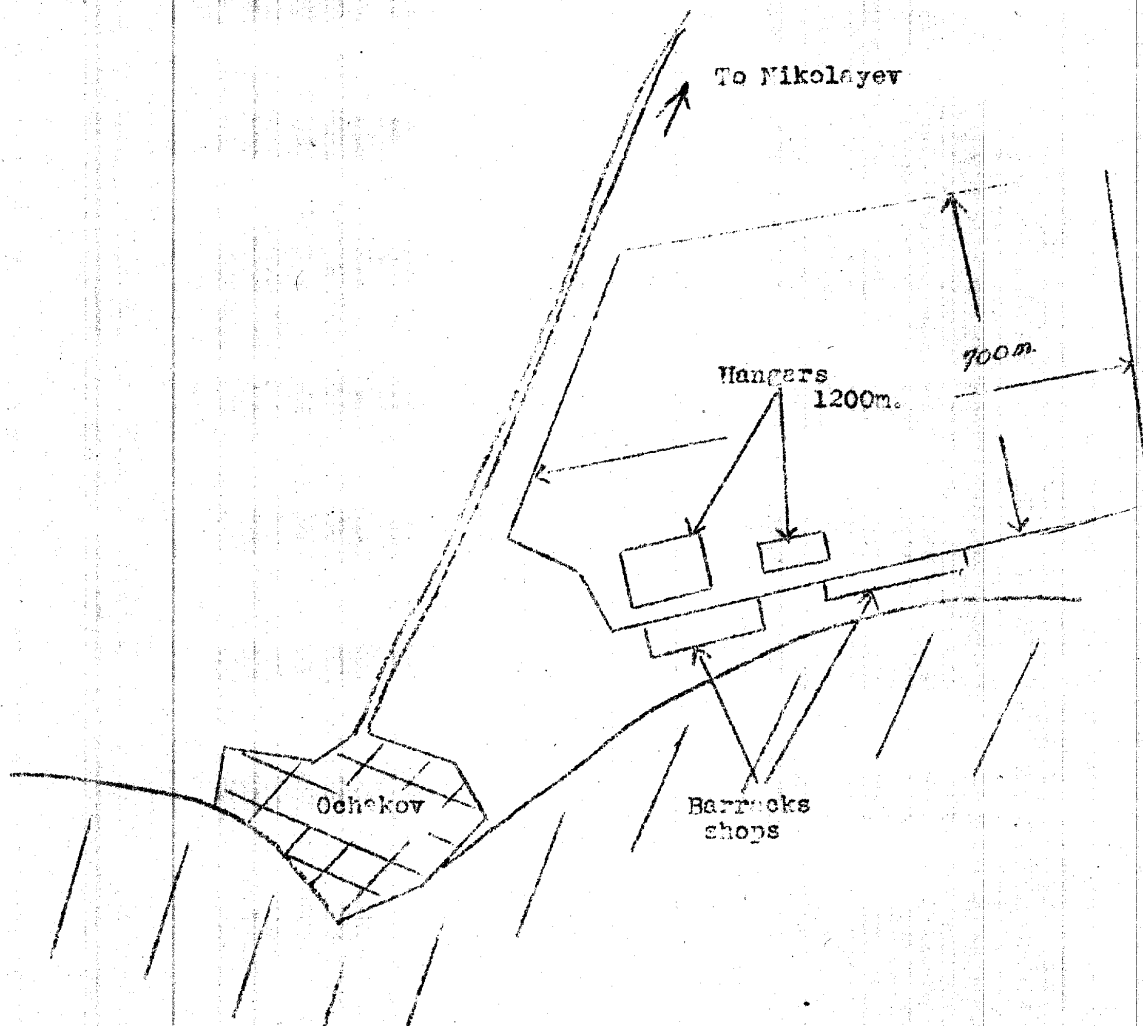 To Nikolayev
700m.
Hangars
1200m.
Ochakov
Barracks
shops